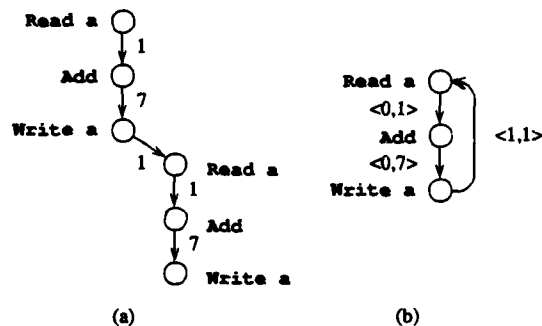 Read a
1
Add
7
Write a
1
Read a
1
Add
7
Write a
(a)
Read a
<0,1>
Add
<1,1>
<0,7>
Write a
(b)